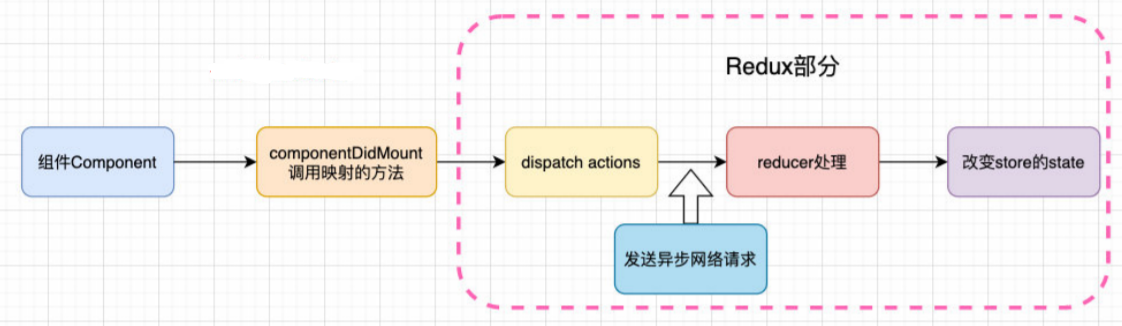 Redux部分
组件Component
componentDidMount
调用映射的方法
dispatch actions
reducer处理
改变store的state
发送异步网络请求